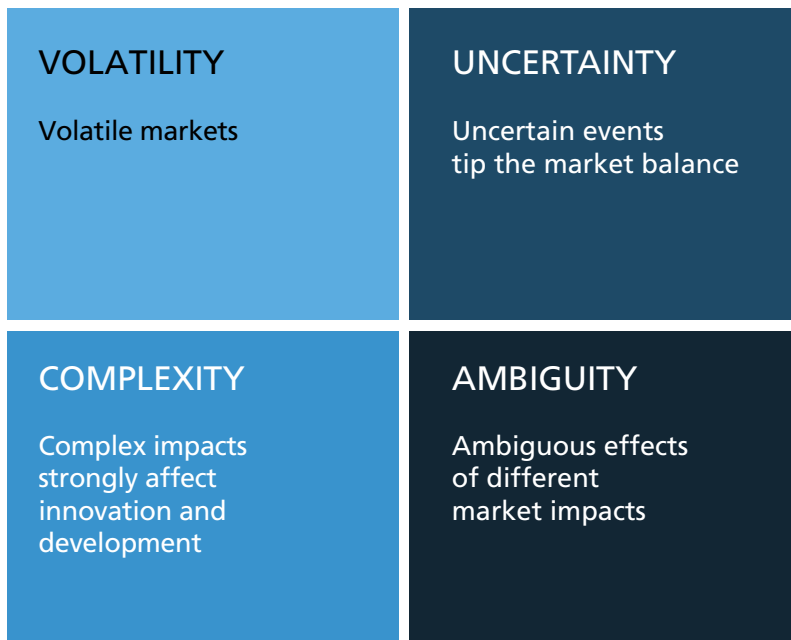 VOLATILITY
Volatile markets
UNCERTAINTY
Uncertain events
tip the market balance
COMPLEXITY
Complex impacts
strongly affect
innovation and
development
AMBIGUITY
Ambiguous effects
of different
market impacts